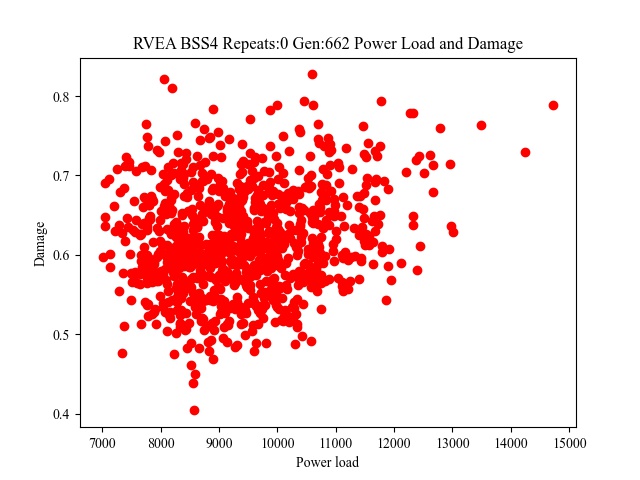 RVEA BSS4 Repeats:0 Gen:662 Power Load and Damage
0.8
0.7
0.6
0.5
0.4
Damage
7000 8000 9000 10000 11000 12000 13000 14000 15000
Power load